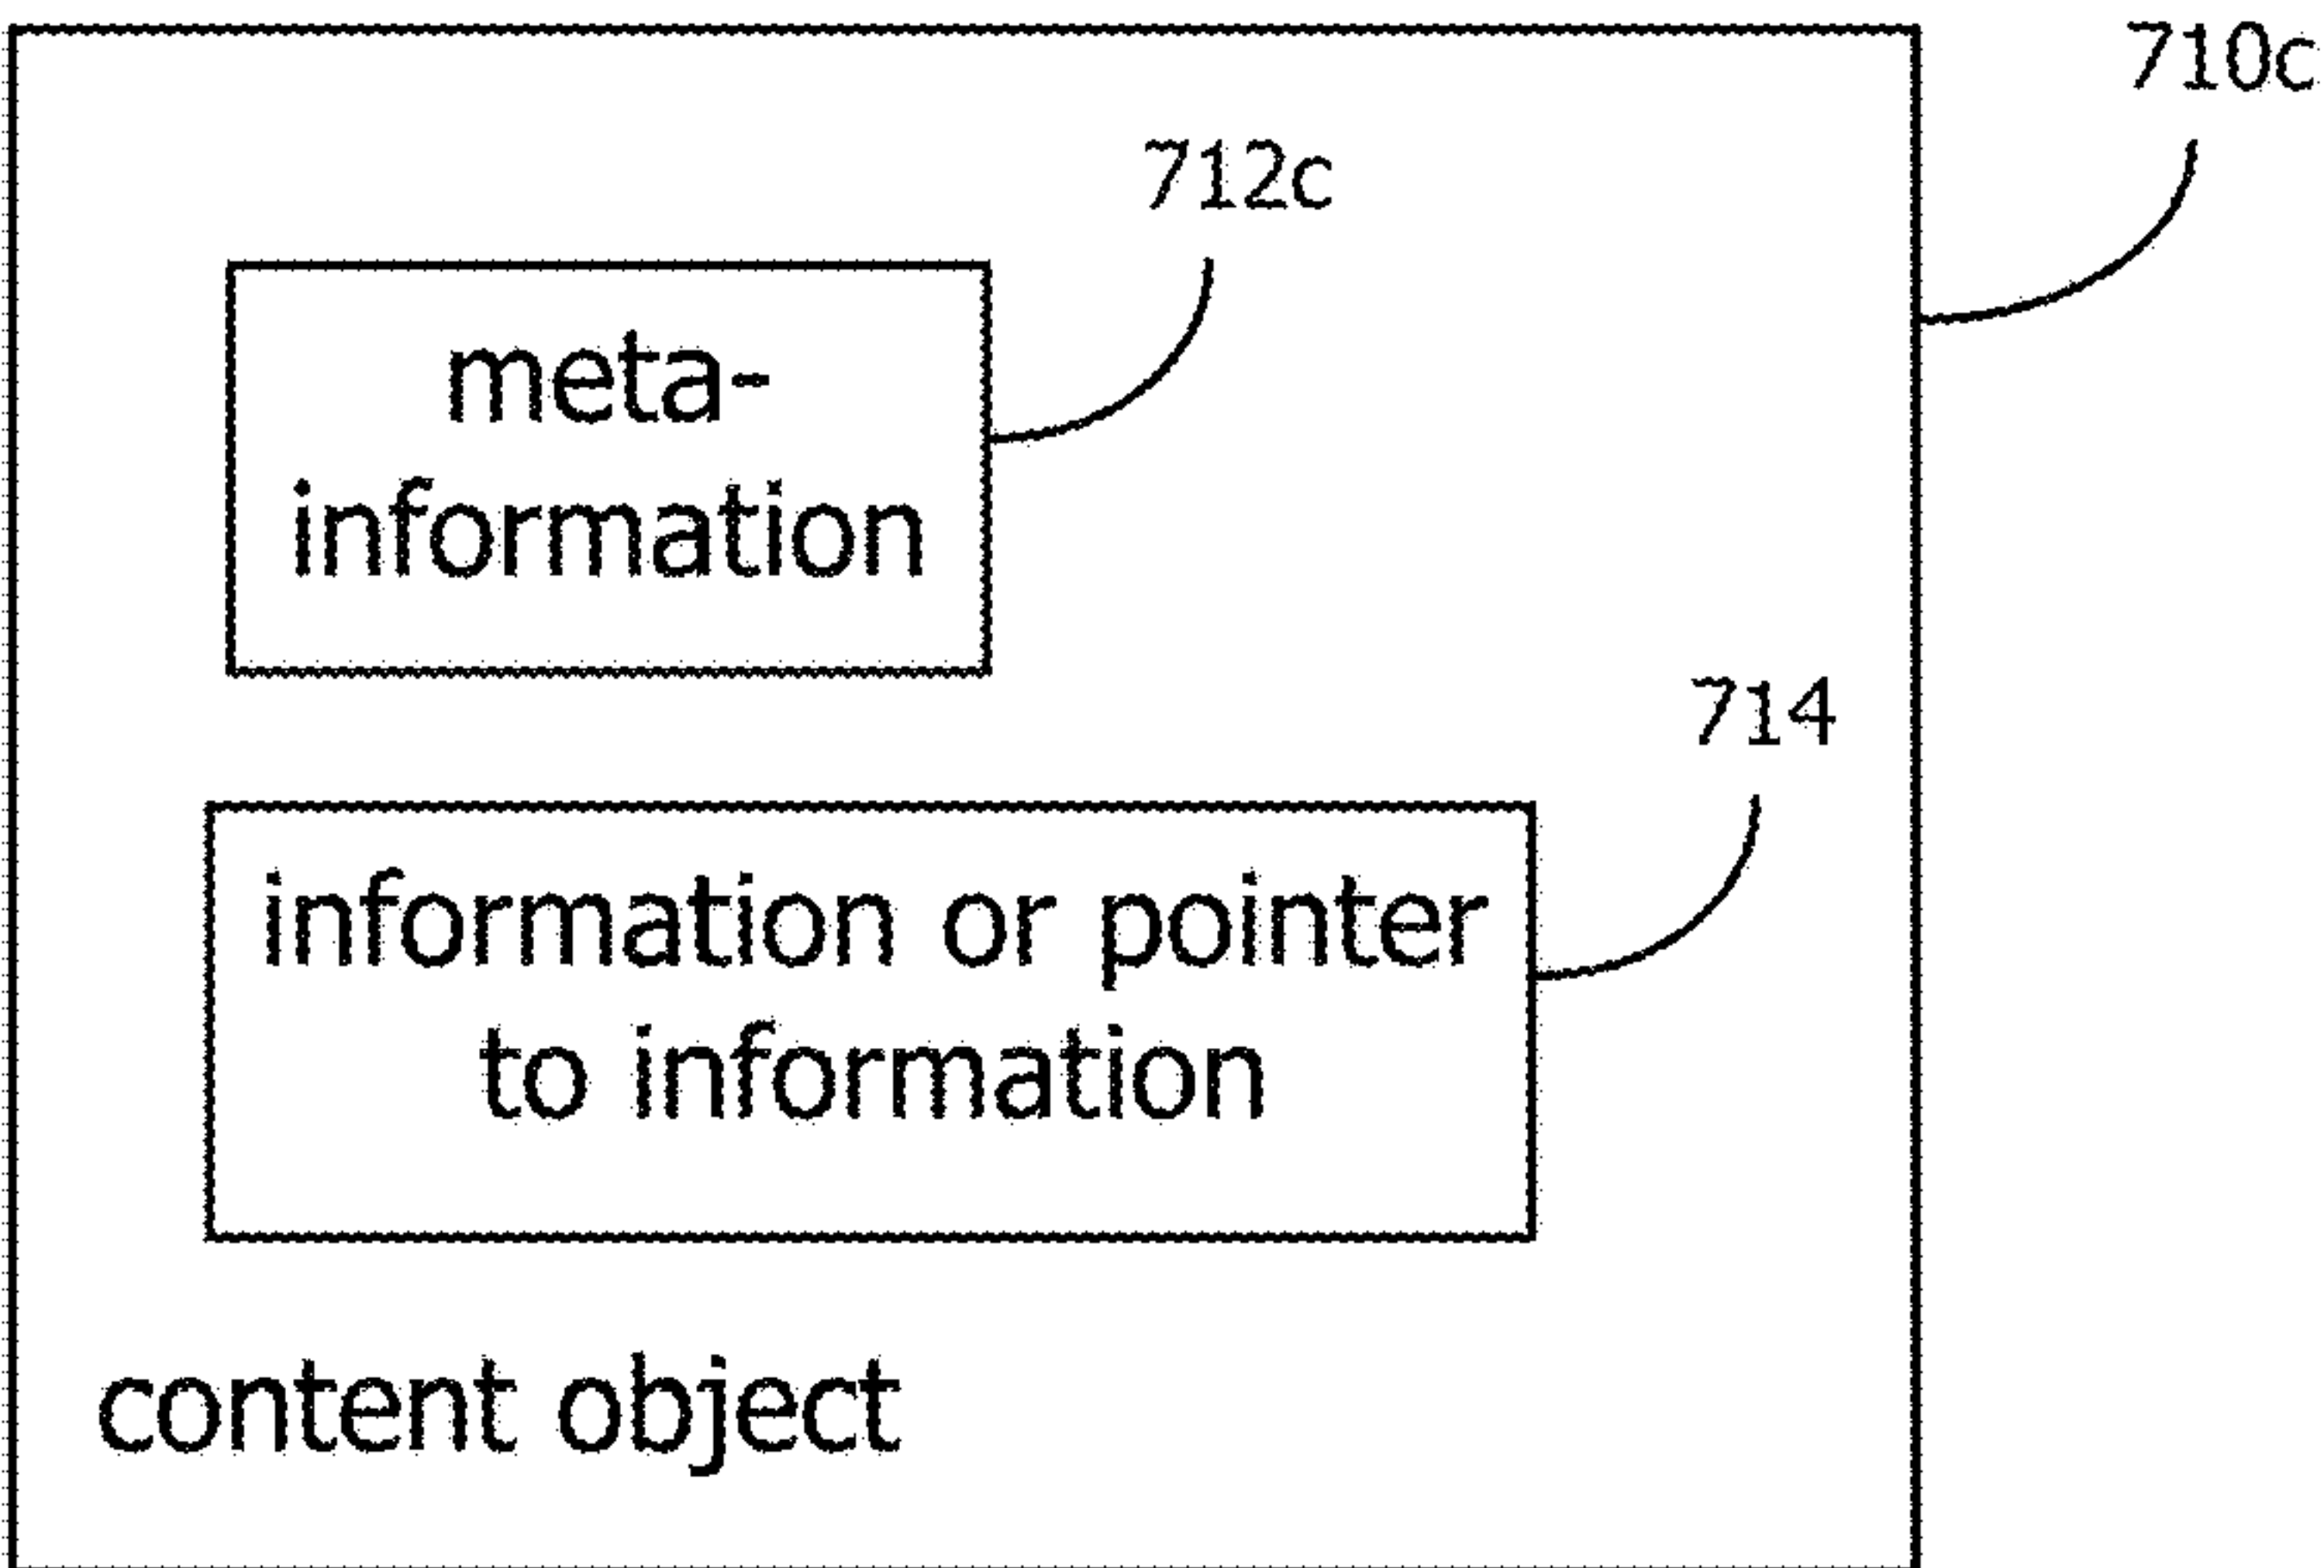 710c
712c
meta-
information
714
information or pointer
to information
content object